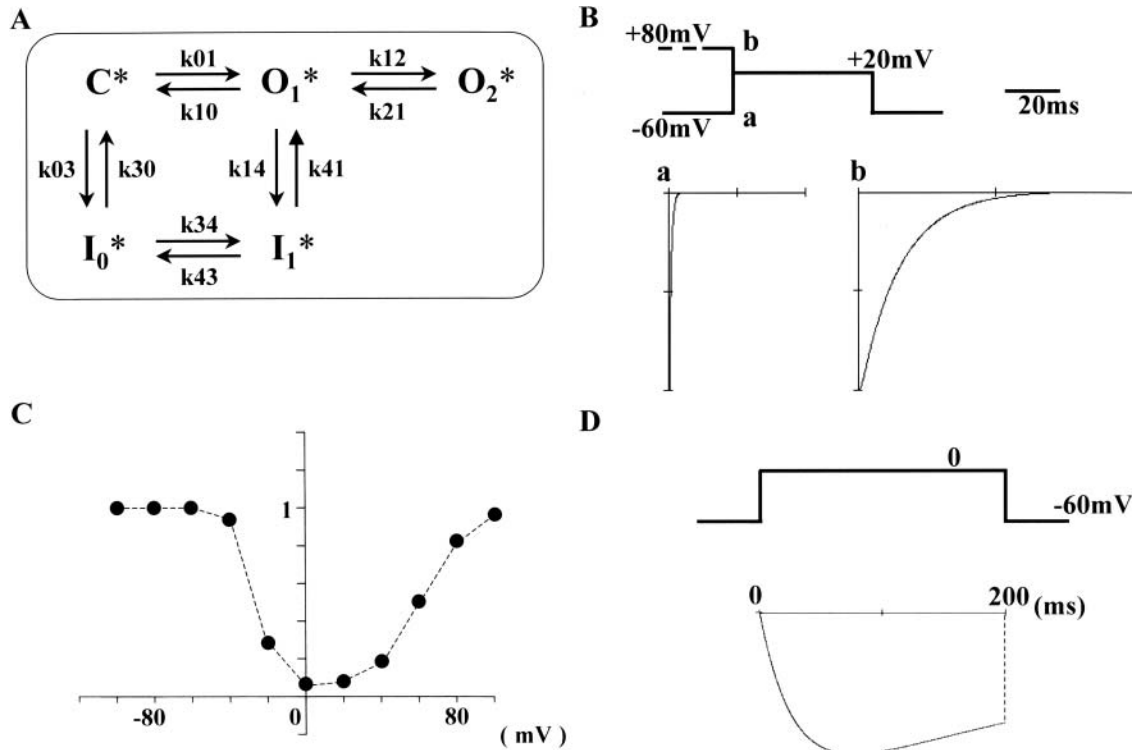 A
k01 k12
C* O1* O2*
k10 k21
k03 k30 k14 k41
k34
I0* I1*
k43
B
+80mV b
+20mV
20ms
-60mV a
a b
C
1
-80 0 80
( mV )
D
0
-60mV
0 200 (ms)